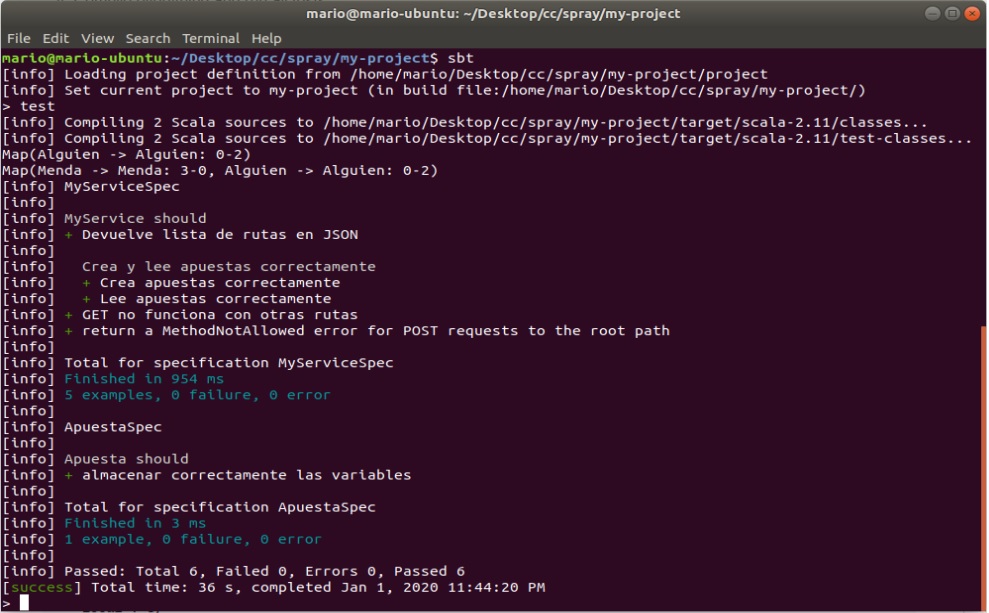 mario@mario-ubuntu: ~/Desktop/cc/spray/my-project
File Edit View Search Terminal Help
mario@mario-ubuntu:~/Desktop/cc/spray/my-project$ sbt
[info] Loading project definition from /home/mario/Desktop/cc/spray/my-project/project
[info] Set current project to my-project (in build file:/home/mario/Desktop/cc/spray/my-project/)
> test
[info] Compiling 2 Scala sources to /home/mario/Desktop/cc/spray/my-project/target/scala-2.11/classes...
[info] Compiling 2 Scala sources to /home/mario/Desktop/cc/spray/my-project/target/scala-2.11/test-classes...
Map(Alguien -> Alguien: 0-2)
Map(Menda -> Menda: 3-0, Alguien -> Alguien: 0-2)
[info] MyServiceSpec
[info]
[info] MyService should
[info] + Devuelve lista de rutas en JSON
[info]
[info]   Crea y lee apuestas correctamente
[info]   + Crea apuestas correctamente
[info]   + Lee apuestas correctamente
[info] + GET no funciona con otras rutas
[info] + return a MethodNotAllowed error for POST requests to the root path
[info]
[info] Total for specification MyServiceSpec
[info] Finished in 954 ms
[info] 5 examples, 0 failure, 0 error
[info]
[info] ApuestaSpec
[info]
[info] Apuesta should
[info] + almacenar correctamente las variables
[info]
[info] Total for specification ApuestaSpec
[info] Finished in 3 ms
[info] 1 example, 0 failure, 0 error
[info]
[info] Passed: Total 6, Failed 0, Errors 0, Passed 6
[success] Total time: 36 s, completed Jan 1, 2020 11:44:20 PM
>